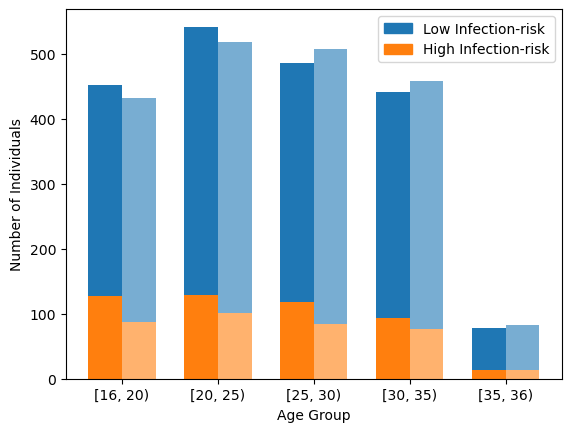 Low Infection-risk
High Infection-risk
Number of Individuals
500
400
300
200
100
0
[16, 20)
[20, 25)
[25, 30)
[30, 35)
[35, 36)
Age Group